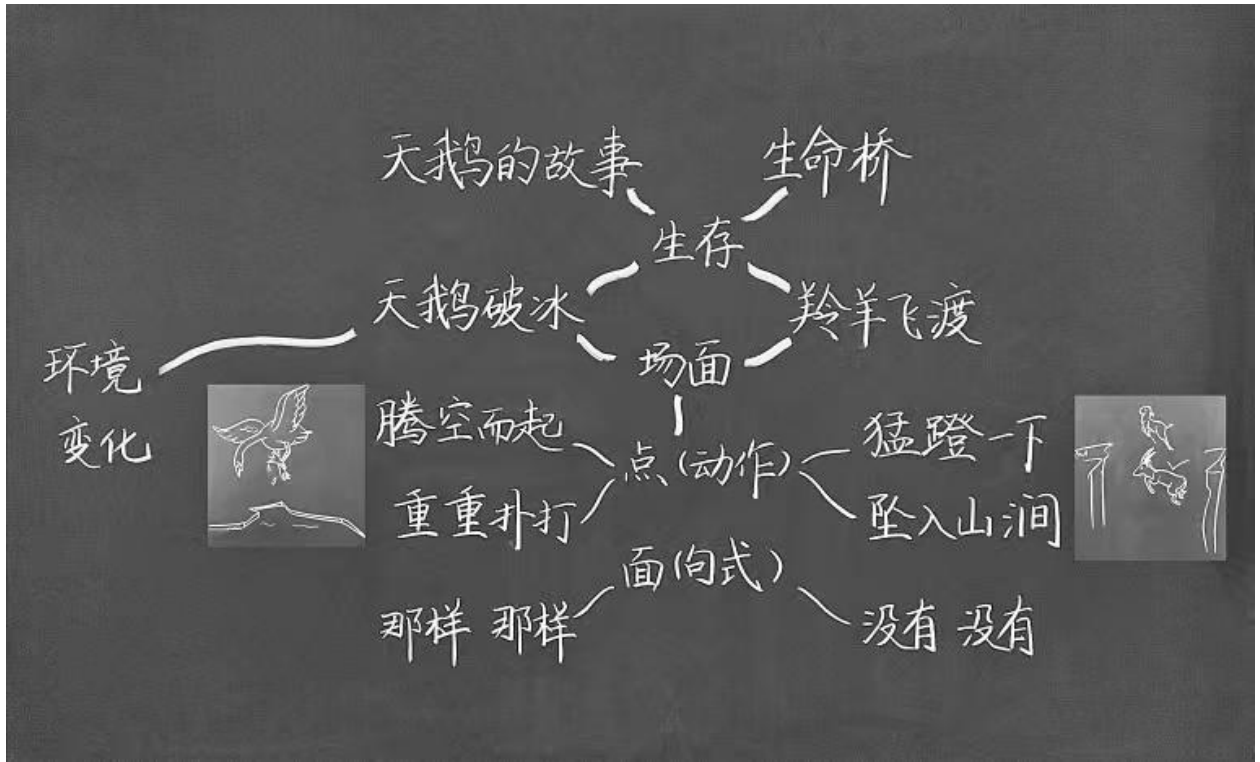 天鹅的故事 生命桥
生存
天鹅破冰 羚羊飞渡
环境
变化
场面
腾空而起 猛蹬一下
点(动作)
重重扑打 坠入山涧
面(句式)
那样 那样 没有 没有